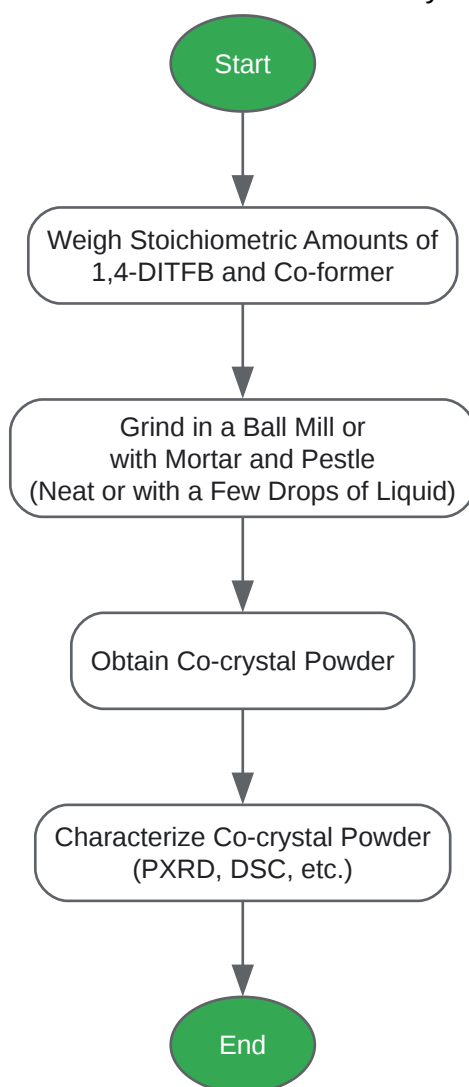 Start
Weigh Stoichiometric Amounts of
1,4-DITFB and Co-former
Grind in a Ball Mill or
with Mortar and Pestle
(Neat or with a Few Drops of Liquid)
Obtain Co-crystal Powder
Characterize Co-crystal Powder
(PXRD, DSC, etc.)
End